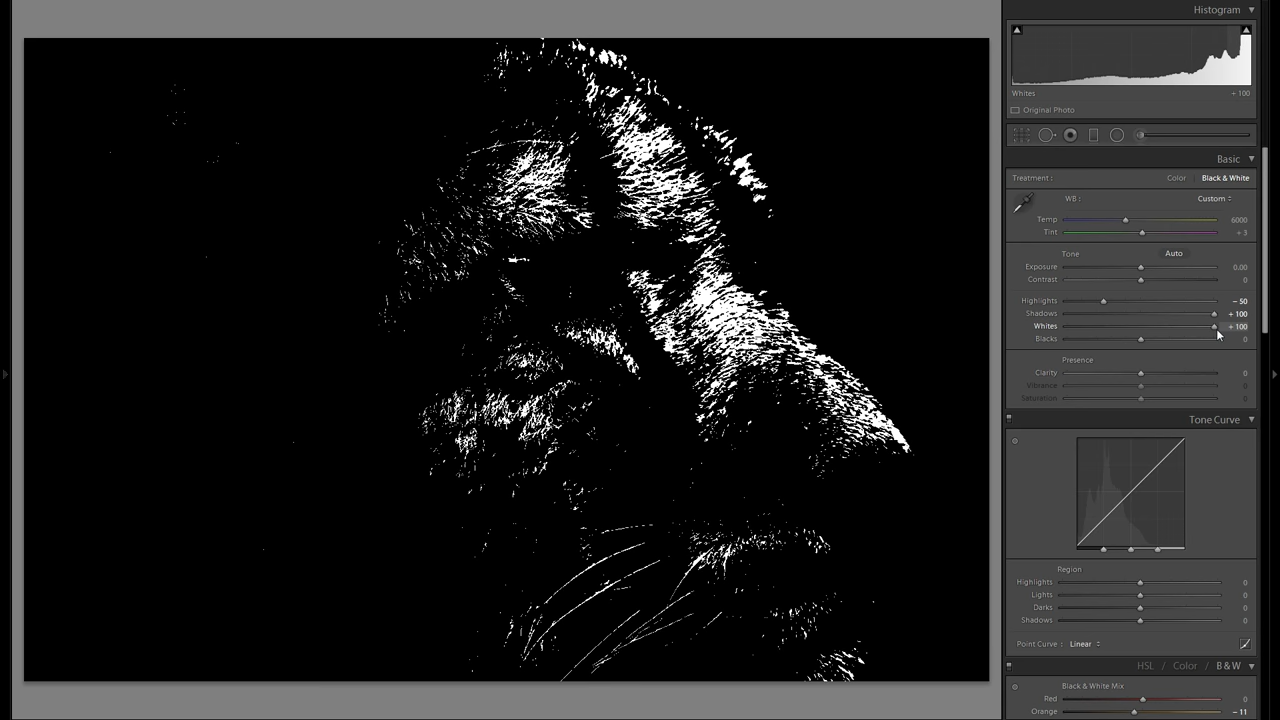 Histogram
Whites + 100
Original Photo
Basic
Treatment : Color Black & White
WB : Custom
Temp 6000
Tint + 3
Tone Auto
Exposure 0.00
Contrast 0
Highlights – 50
Shadows + 100
Whites + 100
Blacks 0
Presence
Clarity 0
Vibrance 0
Saturation 0
Tone Curve
Region
Highlights 0
Lights 0
Darks 0
Shadows 0
Point Curve : Linear
HSL / Color / B & W
Black & White Mix
Red 0
Orange – 11